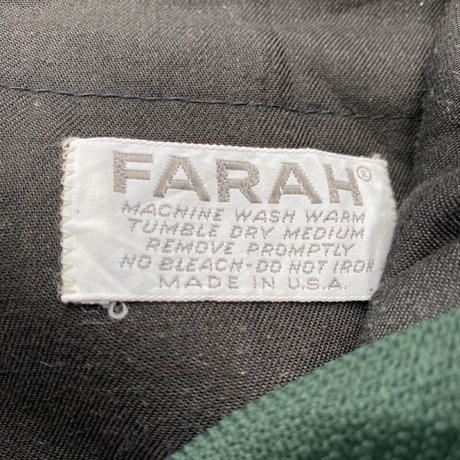 FARAH®
MACHINE WASH WARM
TUMBLE DRY MEDIUM
REMOVE PROMPTLY
NO BLEACH-DO NOT IRON
MADE IN U.S.A.